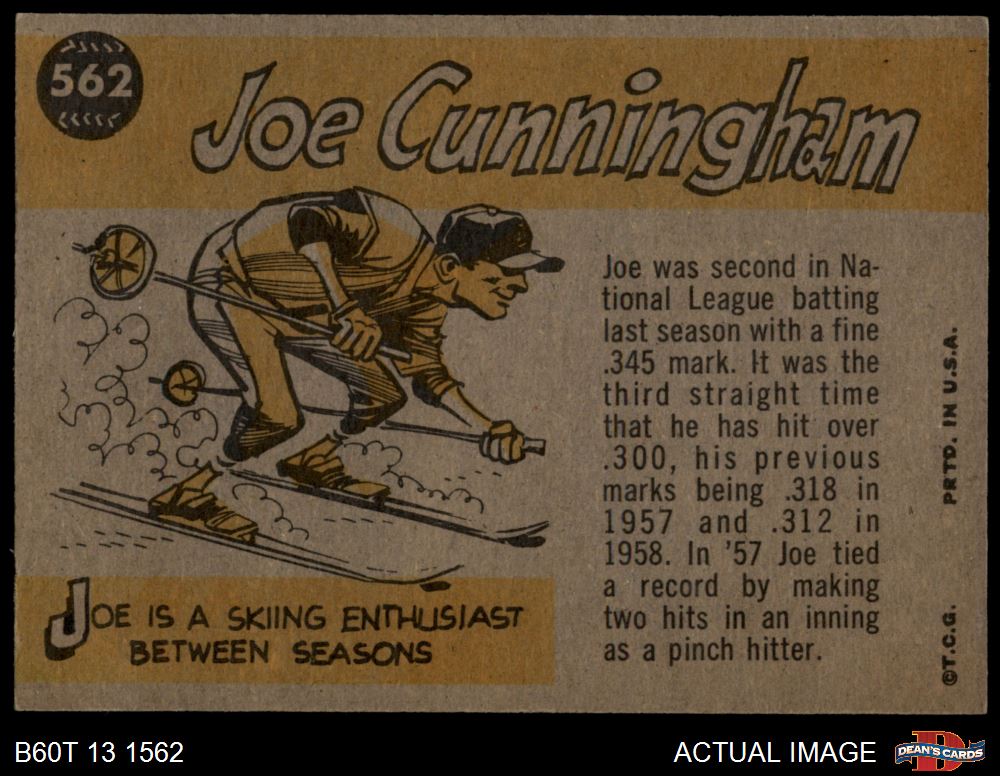 562
Joe Cunningham
Joe was second in Na-
tional League batting
last season with a fine
.345 mark. It was the
third straight time
that he has hit over
.300, his previous
marks being .318 in
1957 and .312 in
1958. In '57 Joe tied
a record by making
two hits in an inning
as a pinch hitter.
JOE IS A SKIING ENTHUSIAST
BETWEEN SEASONS
PRTD. IN U.S.A.
©T.C.G.
B60T 13 1562
ACTUAL IMAGE
D
DEAN'S CARDS